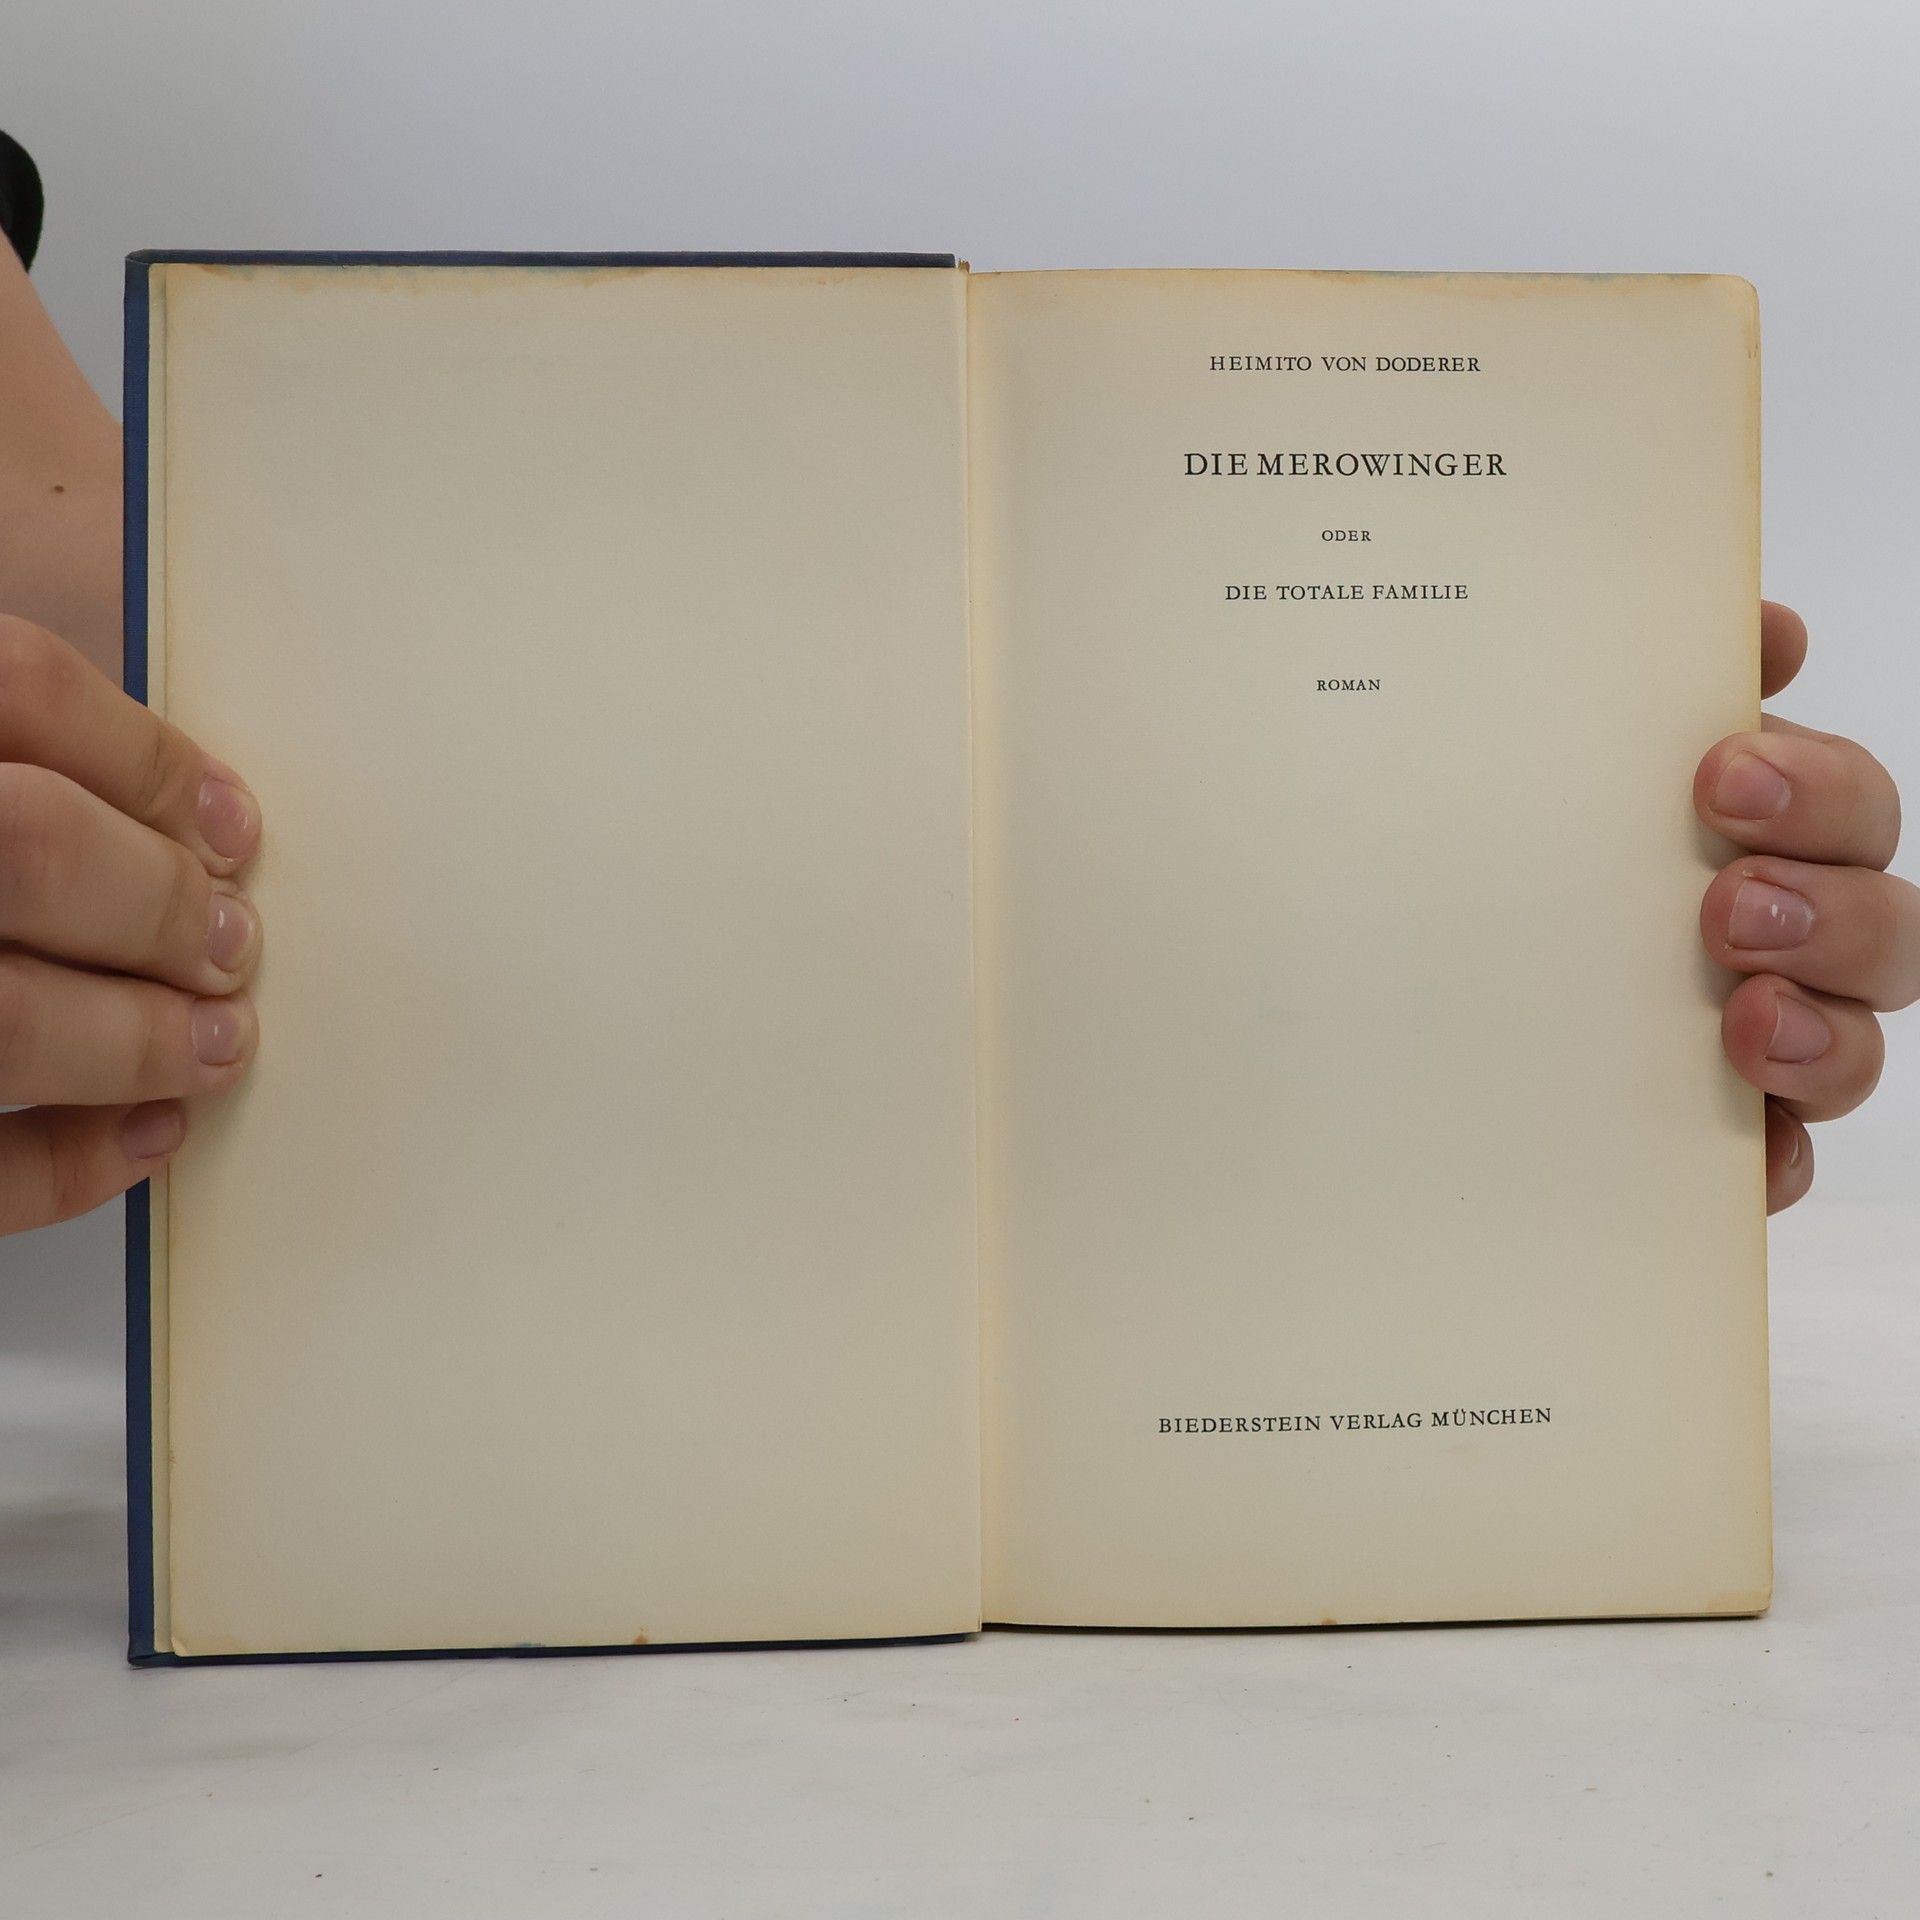 HEIMITO VON DODERER
DIE MEROWINGER
ODER
DIE TOTALE FAMILIE
ROMAN
BIEDERSTEIN VERLAG MÜNCHEN